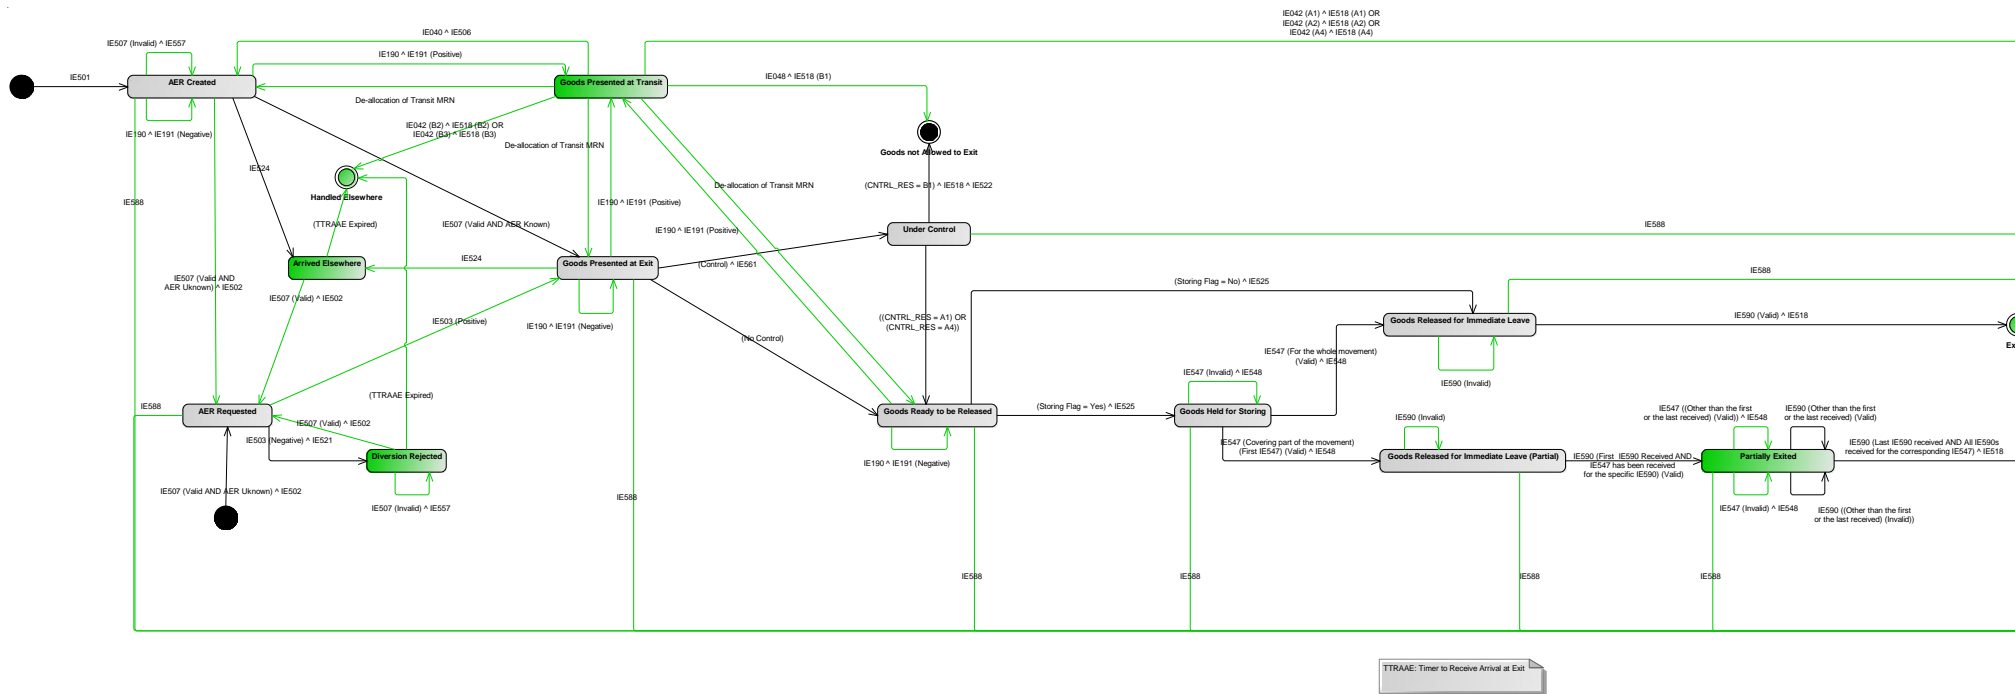 IE042 (A1) ^ IE518 (A1) OR
IE042 (A2) ^ IE518 (A2) OR
IE042 (A4) ^ IE518 (A4)
IE040 ^ IE506
IE507 (Invalid) ^ IE557
IE190 ^ IE191 (Positive)
IE501
AER Created
Goods Presented at Transit
IE048 ^ IE518 (B1)
De-allocation of Transit MRN
IE190 ^ IE191 (Negative)
IE042 (B2) ^ IE518 (B2) OR
IE042 (B3) ^ IE518 (B3)
De-allocation of Transit MRN
Goods not Allowed to Exit
IE524
De-allocation of Transit MRN
(CNTRL_RES = B1) ^ IE518 ^ IE522
Handled Elsewhere
IE588
IE190 ^ IE191 (Positive)
(TTRAAE Expired)
IE507 (Valid AND AER Known)
IE190 ^ IE191 (Positive)
Under Control
IE588
IE524
Arrived Elsewhere
Goods Presented at Exit
(Control) ^ IE561
IE588
IE507 (Valid AND
AER Uknown) ^ IE502
(Storing Flag = No) ^ IE525
IE507 (Valid) ^ IE502
IE503 (Positive)
IE190 ^ IE191 (Negative)
((CNTRL_RES = A1) OR
(CNTRL_RES = A4))
Goods Released for Immediate Leave
IE590 (Valid) ^ IE518
(No Control)
Ex
IE547 (For the whole movement)
(Valid) ^ IE548
IE547 (Invalid) ^ IE548
IE590 (Invalid)
(TTRAAE Expired)
IE588
AER Requested
Goods Ready to be Released
(Storing Flag = Yes) ^ IE525
Goods Held for Storing
IE590 (Invalid)
IE547 ((Other than the first
or the last received) (Valid)) ^ IE548
IE590 (Other than the first
or the last received) (Valid)
IE507 (Valid) ^ IE502
IE503 (Negative) ^ IE521
IE547 (Covering part of the movement)
(First IE547) (Valid) ^ IE548
IE590 (Last IE590 received AND All IE590s
received for the corresponding IE547) ^ IE518
Diversion Rejected
IE190 ^ IE191 (Negative)
Goods Released for Immediate Leave (Partial)
IE590 (First IE590 Received AND
IE547 has been received
for the specific IE590) (Valid)
Partially Exited
IE507 (Valid AND AER Uknown) ^ IE502
IE507 (Invalid) ^ IE557
IE588
IE547 (Invalid) ^ IE548
IE590 ((Other than the first
or the last received) (Invalid))
IE588
IE588
IE588
IE588
TTRAAE: Timer to Receive Arrival at Exit